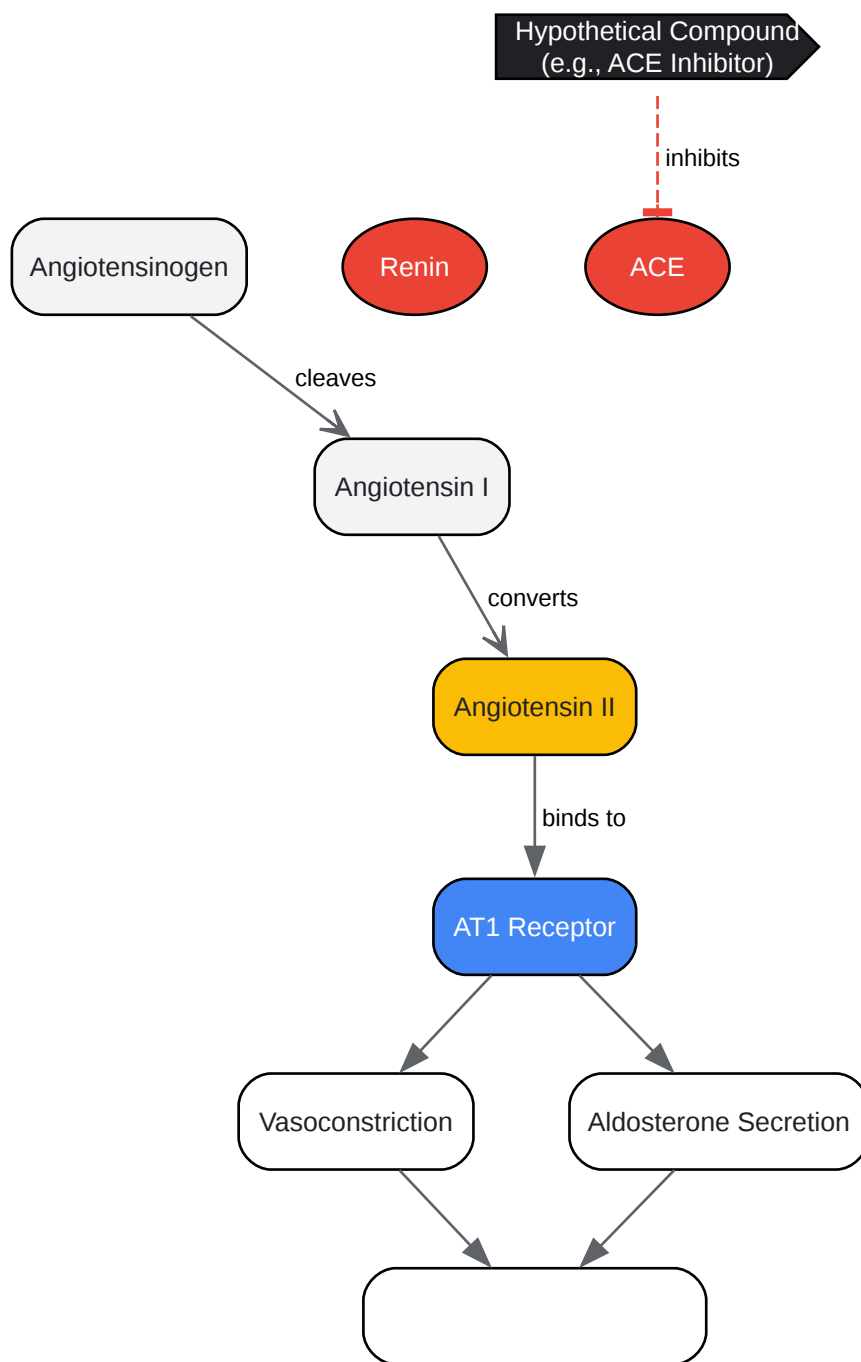 Hypothetical Compound
(e.g., ACE Inhibitor)
inhibits
Angiotensinogen
Renin
ACE
cleaves
Angiotensin I
converts
Angiotensin II
binds to
AT1 Receptor
Vasoconstriction
Aldosterone Secretion